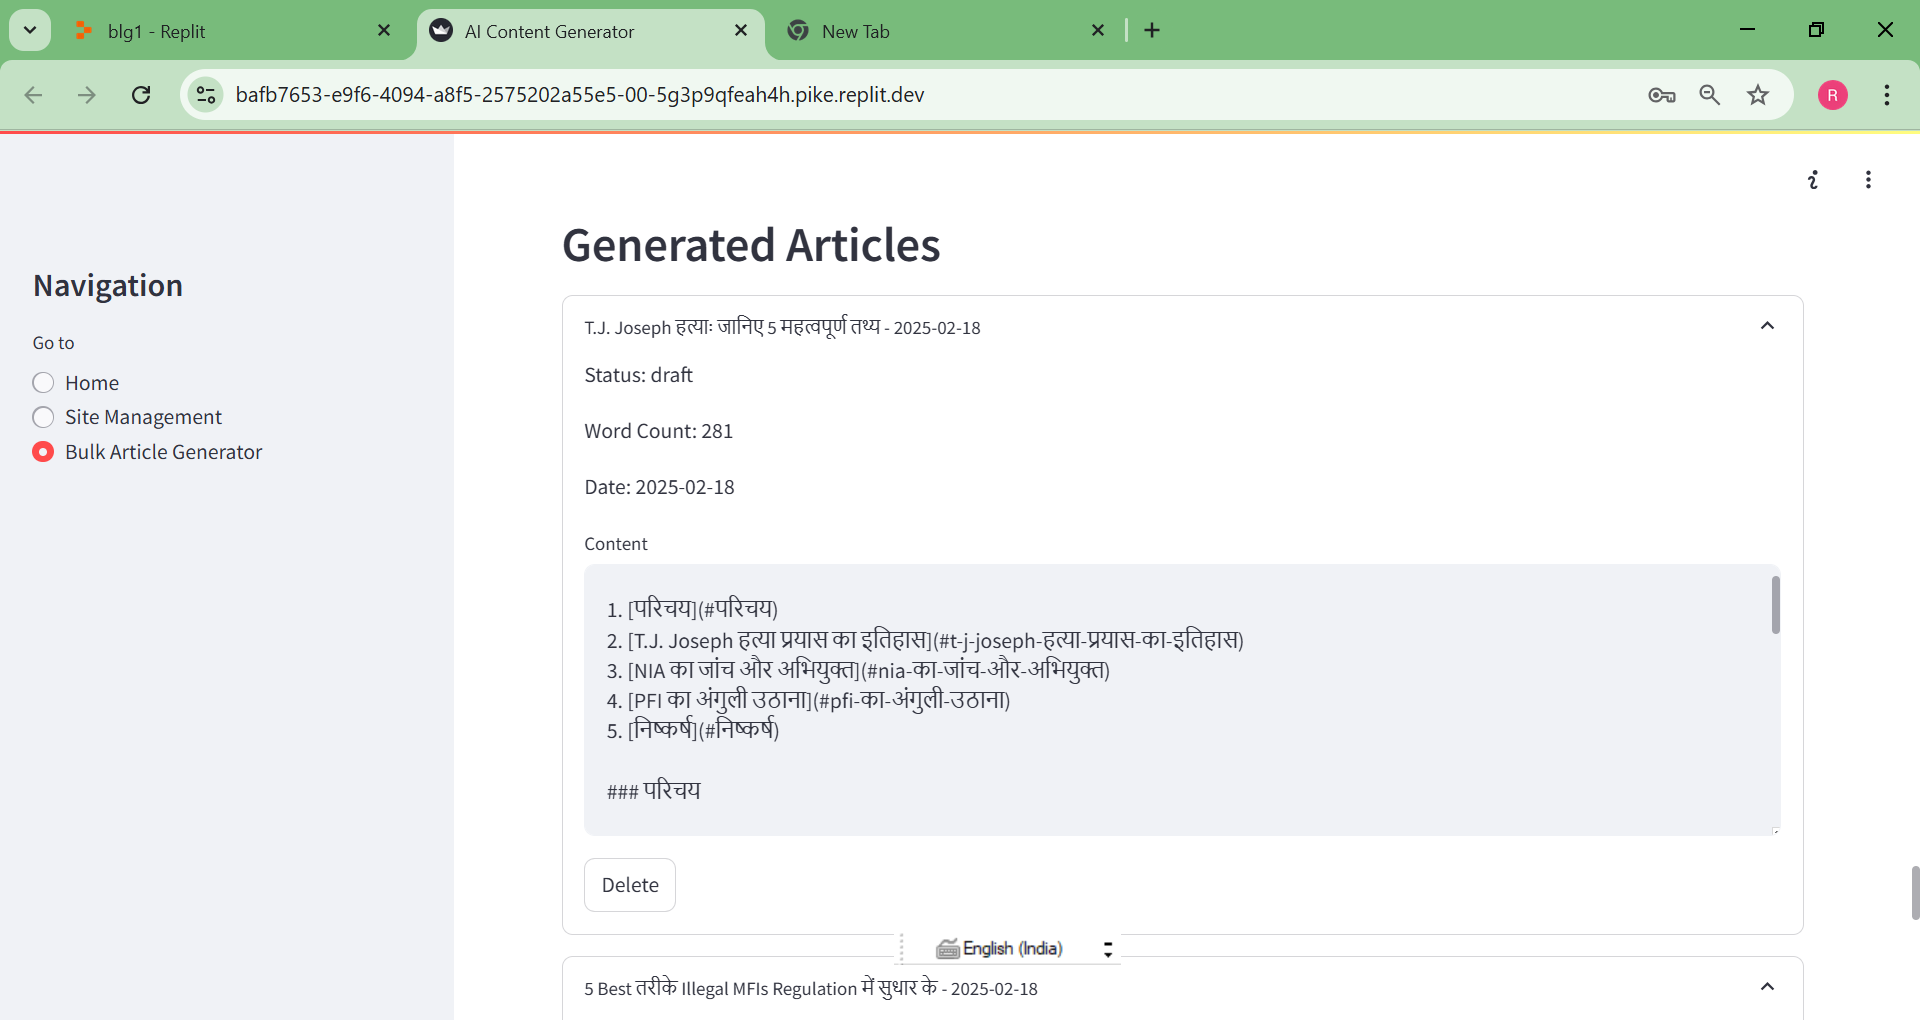 blg1 - Replit
AI Content Generator
New Tab
bafb7653-e9f6-4094-a8f5-2575202a55e5-00-5g3p9qfeah4h.pike.replit.dev
R
Navigation
Go to
Home
Site Management
Bulk Article Generator
Generated Articles
T.J. Joseph हत्याः जानिए 5 महत्वपूर्ण तथ्य - 2025-02-18
Status: draft
Word Count: 281
Date: 2025-02-18
Content
1. [परिचय](#परिचय)
2. [T.J. Joseph हत्या प्रयास का इतिहास](#t-j-joseph-हत्या-प्रयास-का-इतिहास)
3. [NIA का जांच और अभियुक्त](#nia-का-जांच-और-अभियुक्त)
4. [PFI का अंगुली उठाना](#pfi-का-अंगुली-उठाना)
5. [निष्कर्ष](#निष्कर्ष)
### परिचय
Delete
English (India)
5 Best तरीके Illegal MFIs Regulation में सुधार के - 2025-02-18